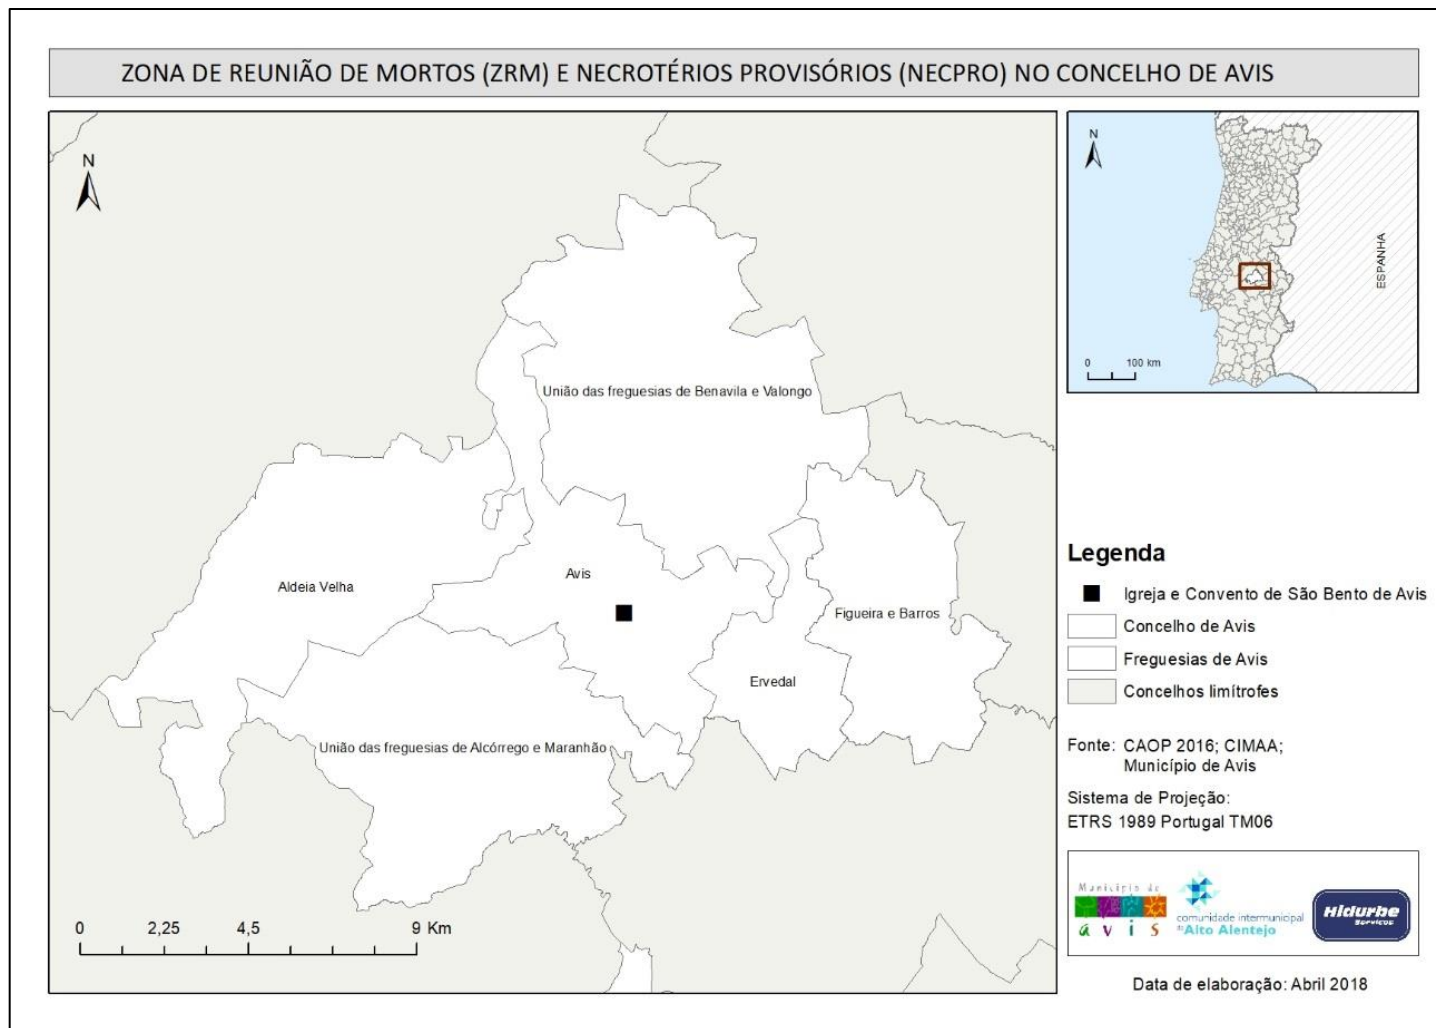 ZONA DE REUNIÃO DE MORTOS (ZRM) E NECROTÉRIOS PROVISÓRIOS (NECPRO) NO CONCELHO DE AVIS
N
União das freguesias de Benavila e Valongo
Aldeia Velha
Avis
Figueira e Barros
Ervedal
União das freguesias de Alcórrego e Maranhão
0 2,25 4,5 9 Km
N
ESPANHA
0 100 km
Legenda
Igreja e Convento de São Bento de Avis
Concelho de Avis
Freguesias de Avis
Concelhos limítrofes
Fonte: CAOP 2016; CIMAA;
Município de Avis
Sistema de Projeção:
ETRS 1989 Portugal TM06
Município de
avis
comunidade intermunicipal
do Alto Alentejo
Hidurbe
Serviços
Data de elaboração: Abril 2018